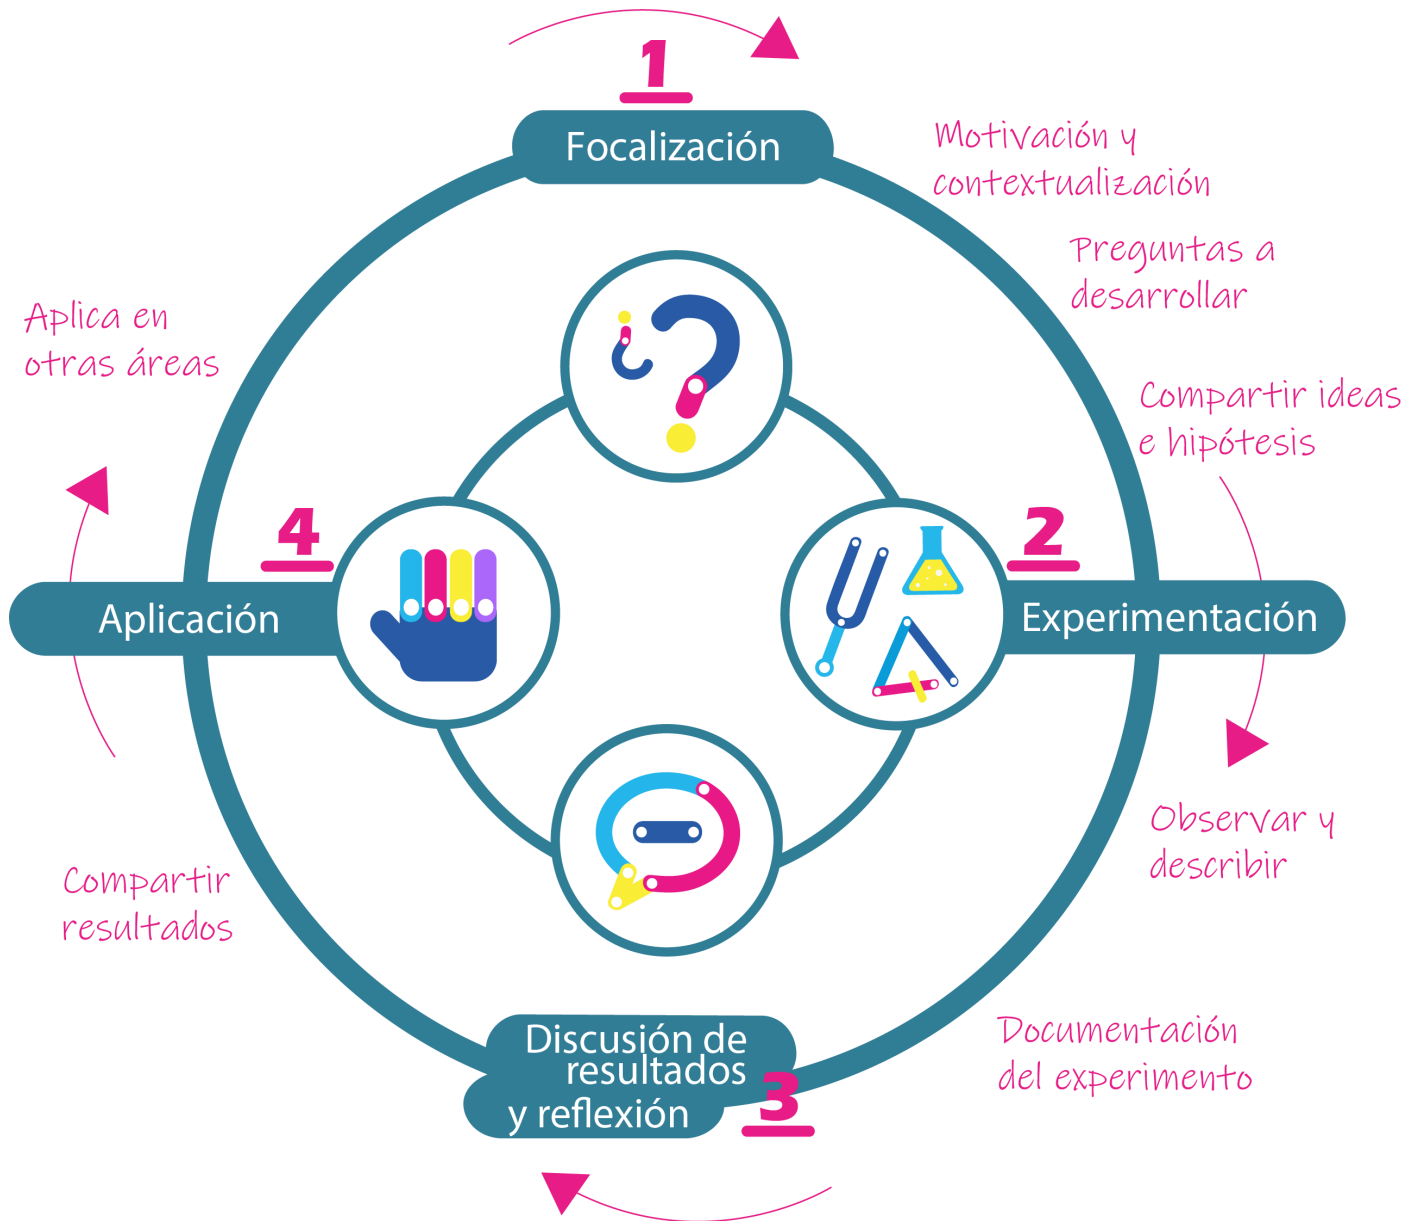 1
Focalización
Motivación y
contextualización
Preguntas a
desarrollar
Compartir ideas
e hipótesis
2
Experimentación
Observar y
describir
Documentación
del experimento
3
Discusión de
resultados
y reflexión
Compartir
resultados
4
Aplicación
Aplica en
otras áreas
¿?